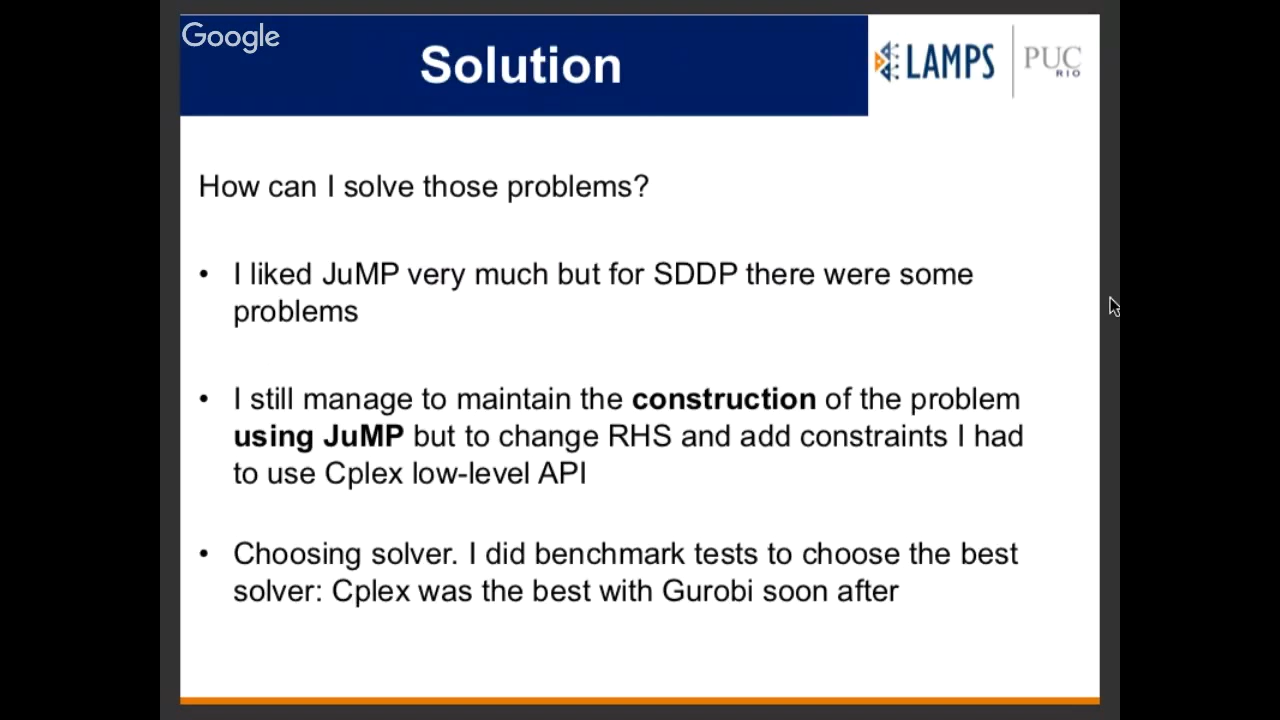 Google
Solution
LAMPS
PUC
RIO
How can I solve those problems?
• I liked JuMP very much but for SDDP there were some
problems
• I still manage to maintain the construction of the problem
using JuMP but to change RHS and add constraints I had
to use Cplex low-level API
• Choosing solver. I did benchmark tests to choose the best
solver: Cplex was the best with Gurobi soon after